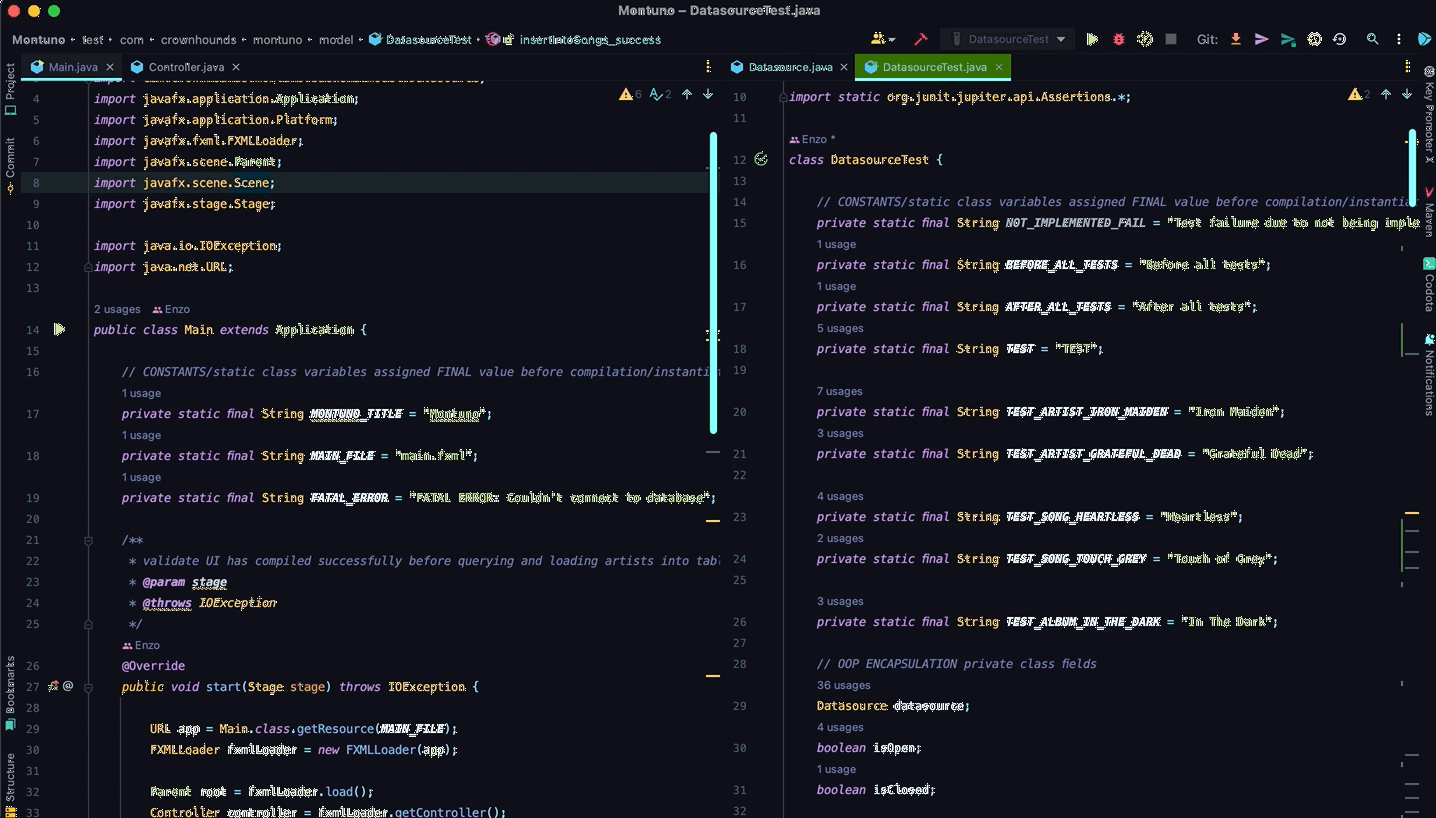 Montuno – DatasourceTest.java
Montuno test com crownhounds montuno model DatasourceTest insertIntoSongs_success
DatasourceTest
Git:
Main.java
Controller.java
Datasource.java
DatasourceTest.java
Project
Commit
Bookmarks
Structure
6 2
4 import javafx.application.Application;
5 import javafx.application.Platform;
6 import javafx.fxml.FXMLLoader;
7 import javafx.scene.Parent;
8 import javafx.scene.Scene;
9 import javafx.stage.Stage;
10
11 import java.io.IOException;
12 import java.net.URL;
13
2 usages Enzo
14 public class Main extends Application {
15
16 // CONSTANTS/static class variables assigned FINAL value before compilation/instanti
1 usage
17 private static final String MONTUNO_TITLE = "Montuno";
1 usage
18 private static final String MAIN_FILE = "main.fxml";
1 usage
19 private static final String FATAL_ERROR = "FATAL ERROR: Couldn't connect to database";
20
21 /**
22 * validate UI has compiled successfully before querying and loading artists into tab
23 * @param stage
24 * @throws IOException
25 */
Enzo
26 @Override
27 @ public void start(Stage stage) throws IOException {
28
29 URL app = Main.class.getResource(MAIN_FILE);
30 FXMLLoader fxmlLoader = new FXMLLoader(app);
31
32 Parent root = fxmlLoader.load();
33 Controller controller = fxmlLoader.getController();
2
10 import static org.junit.jupiter.api.Assertions.*;
11
Enzo *
12 class DatasourceTest {
13
14 // CONSTANTS/static class variables assigned FINAL value before compilation/instantia
15 private static final String NOT_IMPLEMENTED_FAIL = "Test failure due to not being imple
1 usage
16 private static final String BEFORE_ALL_TESTS = "Before all tests";
1 usage
17 private static final String AFTER_ALL_TESTS = "After all tests";
5 usages
18 private static final String TEST = "TEST";
19
7 usages
20 private static final String TEST_ARTIST_IRON_MAIDEN = "Iron Maiden";
3 usages
21 private static final String TEST_ARTIST_GRATEFUL_DEAD = "Grateful Dead";
22
4 usages
23 private static final String TEST_SONG_HEARTLESS = "Heartless";
2 usages
24 private static final String TEST_SONG_TOUCH_GREY = "Touch of Grey";
25
3 usages
26 private static final String TEST_ALBUM_IN_THE_DARK = "In The Dark";
27
28 // OOP ENCAPSULATION private class fields
36 usages
29 Datasource datasource;
4 usages
30 boolean isOpen;
1 usage
31 boolean isClosed;
32
Key Promoter X
Maven
Codota
Notifications